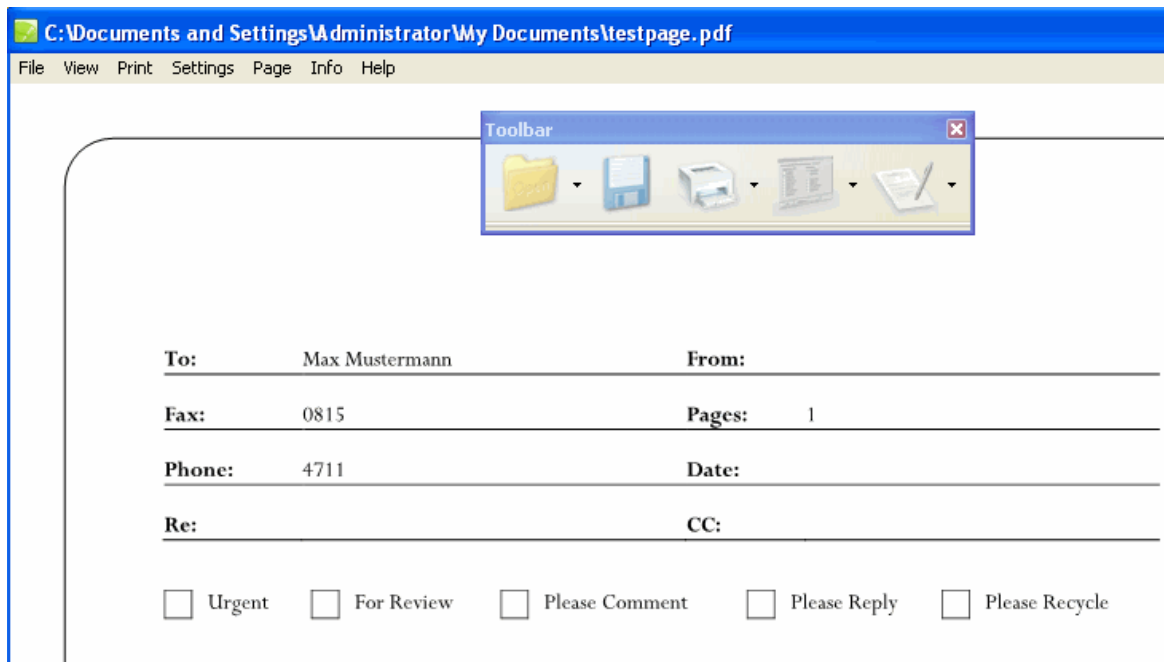 C:\Documents and Settings\Administrator\My Documents\testpage.pdf
File View Print Settings Page Info Help
Toolbar
Open
To: Max Mustermann From:
Fax: 0815 Pages: 1
Phone: 4711 Date:
Re: CC:
Urgent For Review Please Comment Please Reply Please Recycle